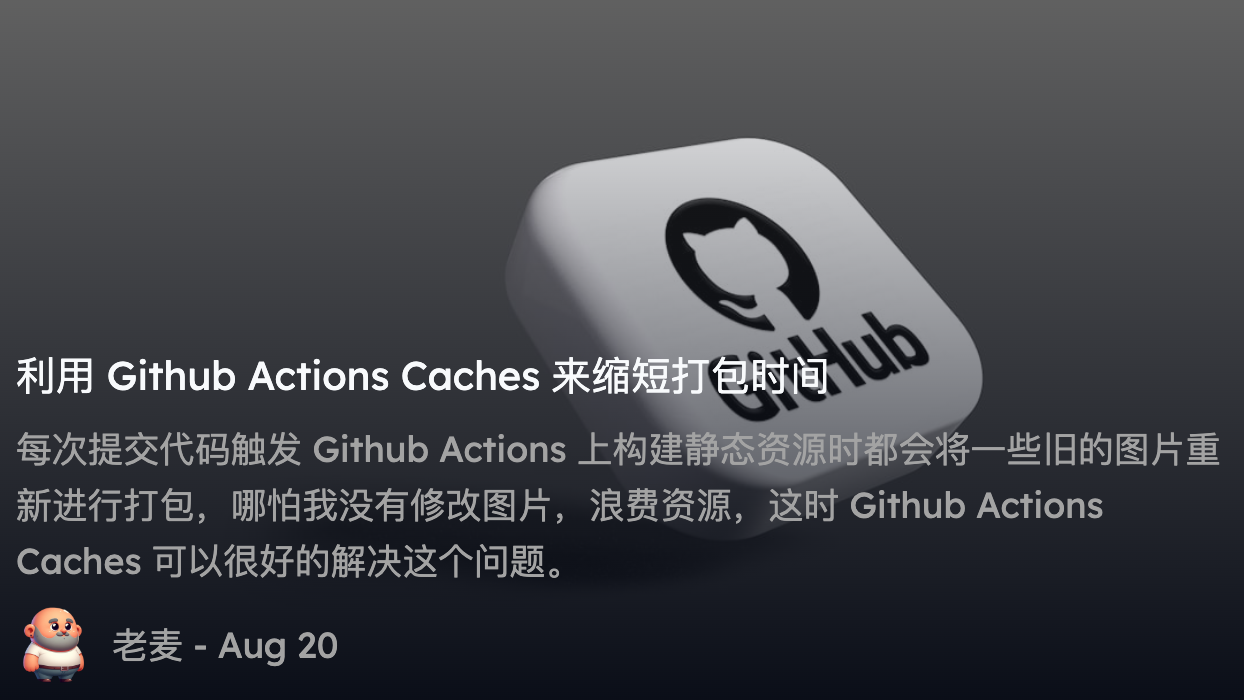 GitHub
利用 Github Actions Caches 来缩短打包时间
每次提交代码触发 Github Actions 上构建静态资源时都会将一些旧的图片重
新进行打包，哪怕我没有修改图片，浪费资源，这时 Github Actions
Caches 可以很好的解决这个问题。
老麦 - Aug 20